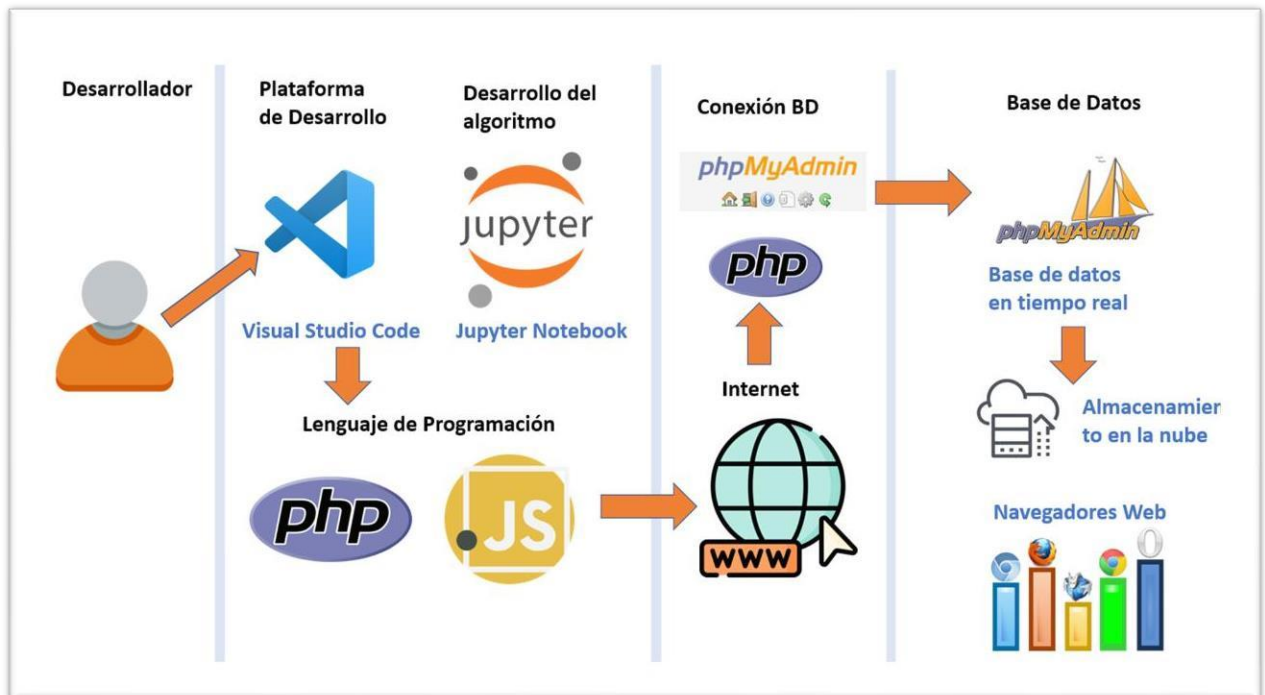 Desarrollador
Plataforma
de Desarrollo
Desarrollo del
algoritmo
jupyter
Visual Studio Code
Jupyter Notebook
Lenguaje de Programación
php
JS
Conexión BD
phpMyAdmin
php
Internet
www
Base de Datos
phpMyAdmin
Base de datos
en tiempo real
Almacenamien
to en la nube
Navegadores Web